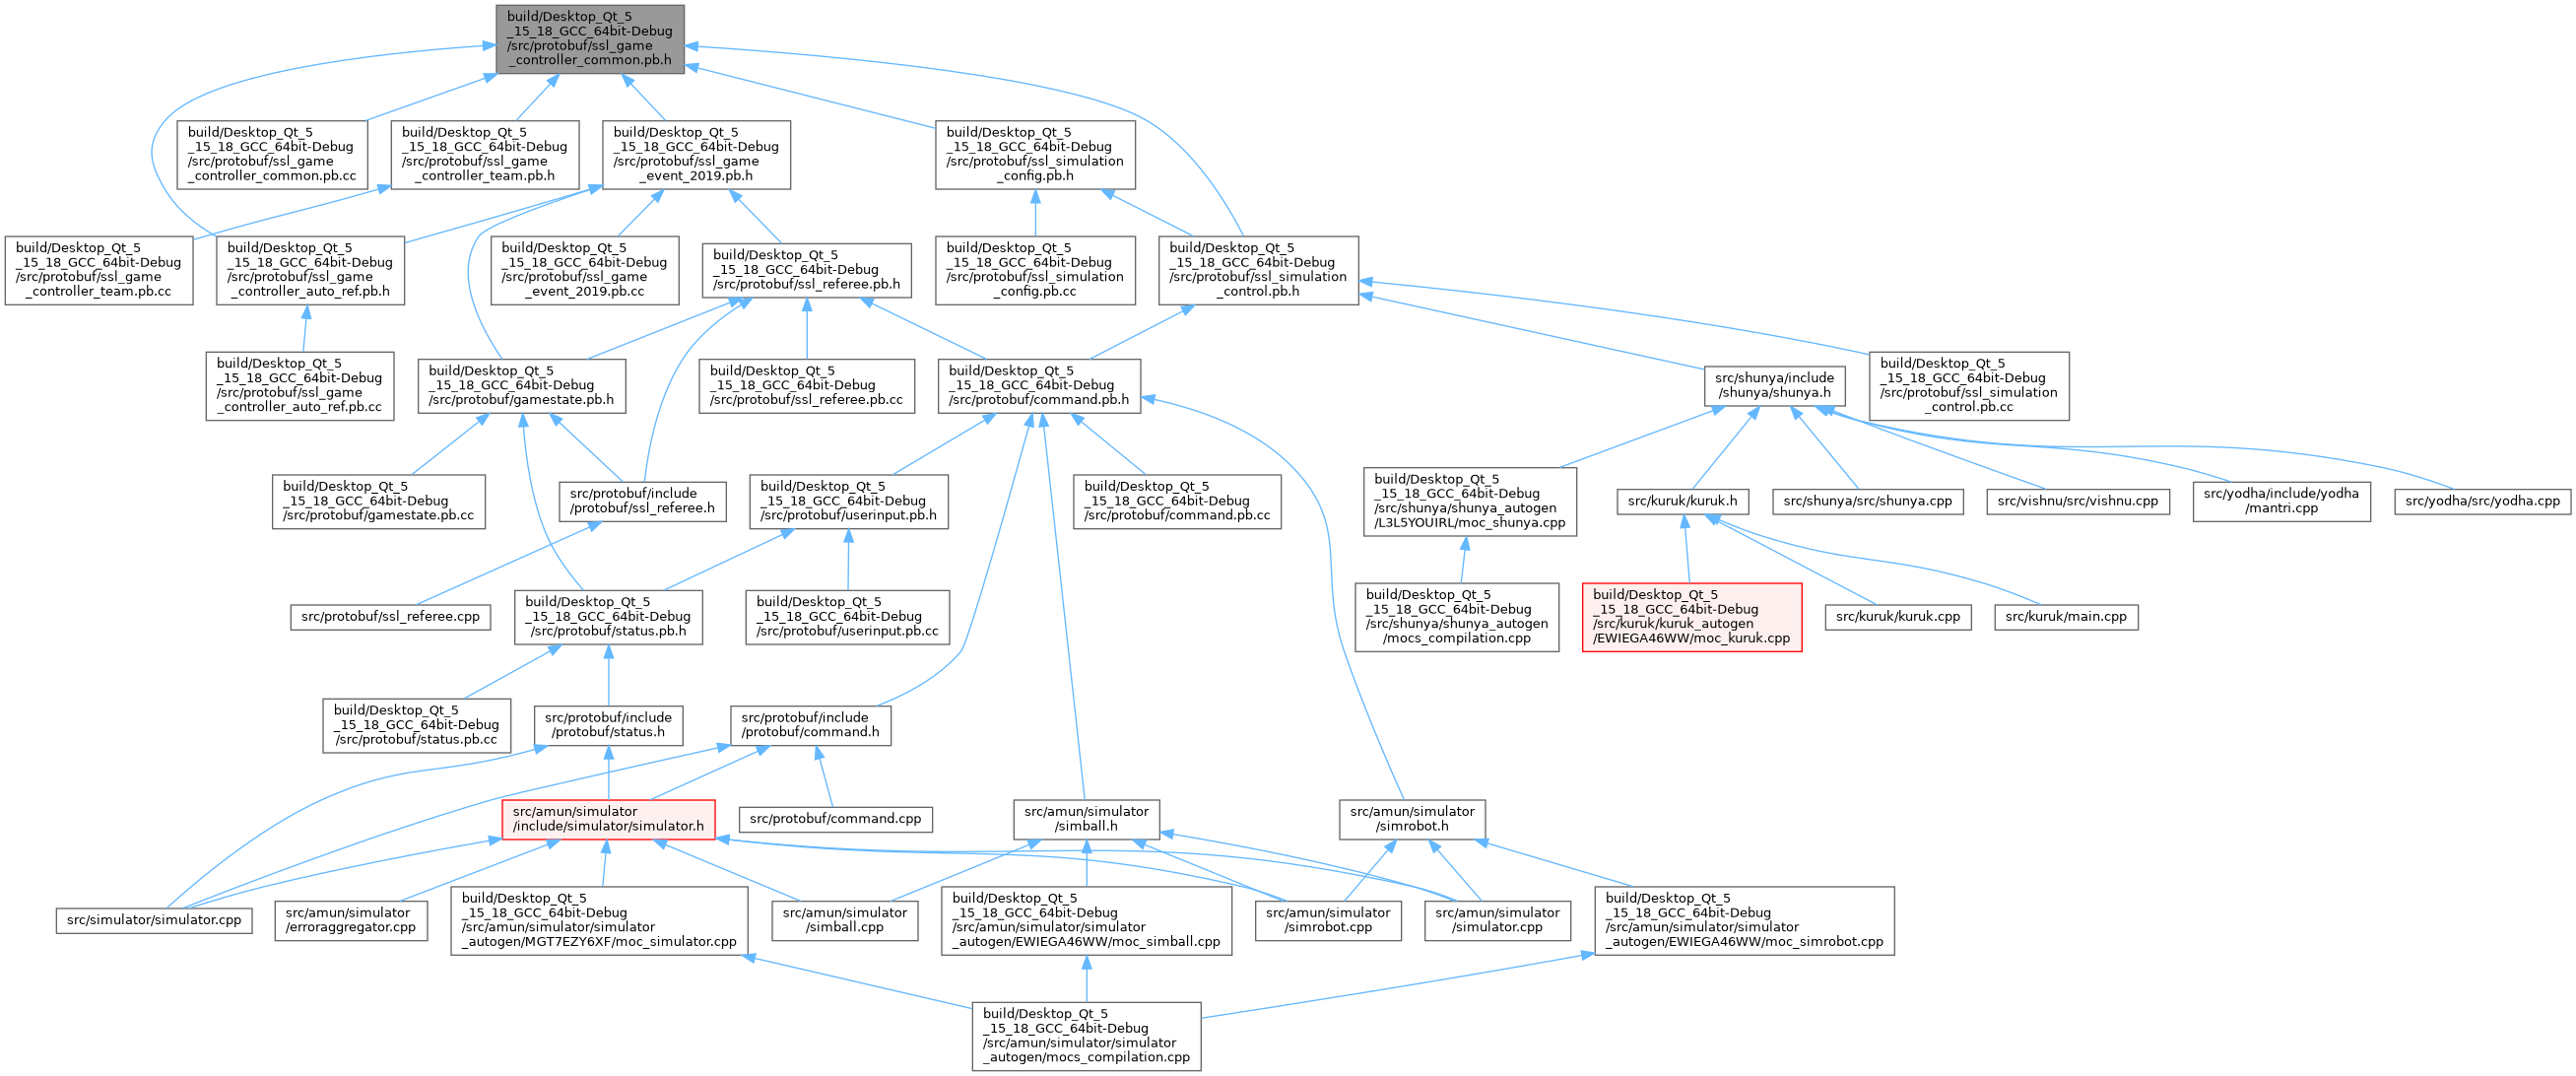 build/Desktop_Qt_5
_15_18_GCC_64bit-Debug
/src/protobuf/ssl_game
_controller_common.pb.h
build/Desktop_Qt_5
_15_18_GCC_64bit-Debug
/src/protobuf/ssl_game
_controller_common.pb.cc
build/Desktop_Qt_5
_15_18_GCC_64bit-Debug
/src/protobuf/ssl_game
_controller_team.pb.h
build/Desktop_Qt_5
_15_18_GCC_64bit-Debug
/src/protobuf/ssl_game
_event_2019.pb.h
build/Desktop_Qt_5
_15_18_GCC_64bit-Debug
/src/protobuf/ssl_simulation
_config.pb.h
build/Desktop_Qt_5
_15_18_GCC_64bit-Debug
/src/protobuf/ssl_game
_controller_team.pb.cc
build/Desktop_Qt_5
_15_18_GCC_64bit-Debug
/src/protobuf/ssl_game
_controller_auto_ref.pb.h
build/Desktop_Qt_5
_15_18_GCC_64bit-Debug
/src/protobuf/ssl_game
_event_2019.pb.cc
build/Desktop_Qt_5
_15_18_GCC_64bit-Debug
/src/protobuf/ssl_referee.pb.h
build/Desktop_Qt_5
_15_18_GCC_64bit-Debug
/src/protobuf/ssl_simulation
_config.pb.cc
build/Desktop_Qt_5
_15_18_GCC_64bit-Debug
/src/protobuf/ssl_simulation
_control.pb.h
build/Desktop_Qt_5
_15_18_GCC_64bit-Debug
/src/protobuf/ssl_game
_controller_auto_ref.pb.cc
build/Desktop_Qt_5
_15_18_GCC_64bit-Debug
/src/protobuf/gamestate.pb.h
build/Desktop_Qt_5
_15_18_GCC_64bit-Debug
/src/protobuf/ssl_referee.pb.cc
build/Desktop_Qt_5
_15_18_GCC_64bit-Debug
/src/protobuf/command.pb.h
src/shunya/include
/shunya/shunya.h
build/Desktop_Qt_5
_15_18_GCC_64bit-Debug
/src/protobuf/ssl_simulation
_control.pb.cc
build/Desktop_Qt_5
_15_18_GCC_64bit-Debug
/src/protobuf/gamestate.pb.cc
src/protobuf/include
/protobuf/ssl_referee.h
build/Desktop_Qt_5
_15_18_GCC_64bit-Debug
/src/protobuf/userinput.pb.h
build/Desktop_Qt_5
_15_18_GCC_64bit-Debug
/src/protobuf/command.pb.cc
build/Desktop_Qt_5
_15_18_GCC_64bit-Debug
/src/shunya/shunya_autogen
/L3L5YOUIRL/moc_shunya.cpp
src/kuruk/kuruk.h
src/shunya/src/shunya.cpp
src/vishnu/src/vishnu.cpp
src/yodha/include/yodha
/mantri.cpp
src/yodha/src/yodha.cpp
src/protobuf/ssl_referee.cpp
build/Desktop_Qt_5
_15_18_GCC_64bit-Debug
/src/protobuf/status.pb.h
build/Desktop_Qt_5
_15_18_GCC_64bit-Debug
/src/protobuf/userinput.pb.cc
build/Desktop_Qt_5
_15_18_GCC_64bit-Debug
/src/shunya/shunya_autogen
/mocs_compilation.cpp
build/Desktop_Qt_5
_15_18_GCC_64bit-Debug
/src/kuruk/kuruk_autogen
/EWIEGA46WW/moc_kuruk.cpp
src/kuruk/kuruk.cpp
src/kuruk/main.cpp
build/Desktop_Qt_5
_15_18_GCC_64bit-Debug
/src/protobuf/status.pb.cc
src/protobuf/include
/protobuf/status.h
src/protobuf/include
/protobuf/command.h
src/amun/simulator
/include/simulator/simulator.h
src/protobuf/command.cpp
src/amun/simulator
/simball.h
src/amun/simulator
/simrobot.h
src/simulator/simulator.cpp
src/amun/simulator
/erroraggregator.cpp
build/Desktop_Qt_5
_15_18_GCC_64bit-Debug
/src/amun/simulator/simulator
_autogen/MGT7EZY6XF/moc_simulator.cpp
src/amun/simulator
/simball.cpp
build/Desktop_Qt_5
_15_18_GCC_64bit-Debug
/src/amun/simulator/simulator
_autogen/EWIEGA46WW/moc_simball.cpp
src/amun/simulator
/simrobot.cpp
src/amun/simulator
/simulator.cpp
build/Desktop_Qt_5
_15_18_GCC_64bit-Debug
/src/amun/simulator/simulator
_autogen/EWIEGA46WW/moc_simrobot.cpp
build/Desktop_Qt_5
_15_18_GCC_64bit-Debug
/src/amun/simulator/simulator
_autogen/mocs_compilation.cpp